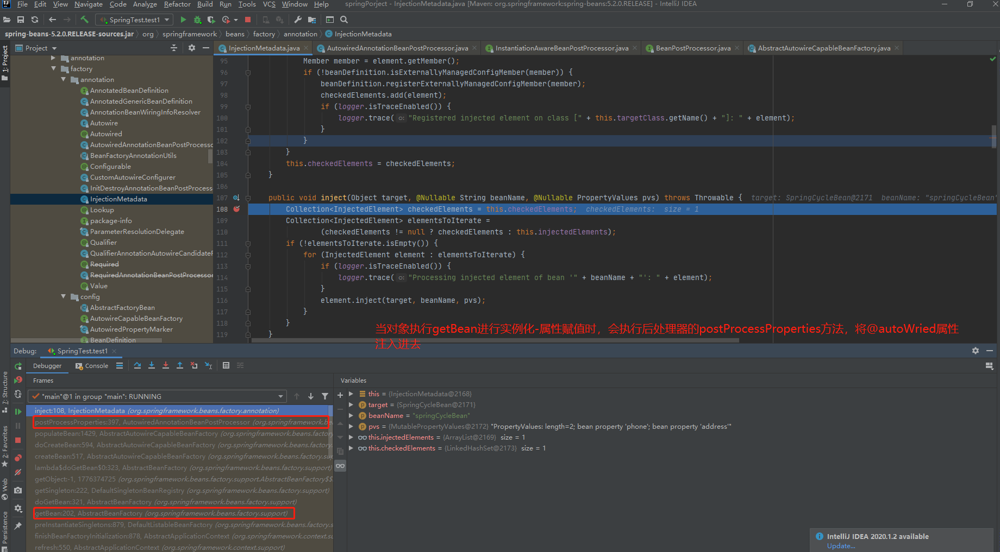 File Edit View Navigate Code Analyze Refactor Build Run Tools VCS Window Help springPorject - InjectionMetadata.java [Maven: org.springframework:spring-beans:5.2.0.RELEASE] - IntelliJ IDEA
SpringTest.test1
spring-beans-5.2.0.RELEASE-sources.jar org springframework beans factory annotation InjectionMetadata
1: Project
7: Structure
2: Favorites
Web
Persistence
Project
annotation
factory
annotation
AnnotatedBeanDefinition
AnnotatedGenericBeanDefinition
AnnotationBeanWiringInfoResolver
Autowire
Autowired
AutowiredAnnotationBeanPostProcesso
BeanFactoryAnnotationUtils
Configurable
CustomAutowireConfigurer
InitDestroyAnnotationBeanPostProcess
InjectionMetadata
Lookup
package-info
ParameterResolutionDelegate
Qualifier
QualifierAnnotationAutowireCandidateF
Required
RequiredAnnotationBeanPostProcessor
Value
config
AbstractFactoryBean
AutowireCapableBeanFactory
AutowiredPropertyMarker
BeanDefinition
InjectionMetadata.java AutowiredAnnotationBeanPostProcessor.java InstantiationAwareBeanPostProcessor.java BeanPostProcessor.java AbstractAutowireCapableBeanFactory.java
95 Member member = element.getMember();
96 if (!beanDefinition.isExternallyManagedConfigMember(member)) {
97 beanDefinition.registerExternallyManagedConfigMember(member);
98 checkedElements.add(element);
99 if (logger.isTraceEnabled()) {
100 logger.trace( o: "Registered injected element on class [" + this.targetClass.getName() + "]: " + element);
101 }
102 }
103 }
104 this.checkedElements = checkedElements;
105 }
106
107 public void inject(Object target, @Nullable String beanName, @Nullable PropertyValues pvs) throws Throwable { target: SpringCycleBean@2171 beanName: "springCycleBean"
108 Collection<InjectedElement> checkedElements = this.checkedElements; checkedElements: size = 1
109 Collection<InjectedElement> elementsToIterate =
110 (checkedElements != null ? checkedElements : this.injectedElements);
111 if (!elementsToIterate.isEmpty()) {
112 for (InjectedElement element : elementsToIterate) {
113 if (logger.isTraceEnabled()) {
114 logger.trace( o: "Processing injected element of bean '" + beanName + "': " + element);
115 }
116 element.inject(target, beanName, pvs);
117 }
118 }
119 }
当对象执行getBean进行实例化-属性赋值时，会执行后处理器的postProcessProperties方法，将@autoWried属性
注入进去
Debug: SpringTest.test1
Debugger Console
Frames
"main"@1 in group "main": RUNNING
inject:108, InjectionMetadata (org.springframework.beans.factory.annotation)
postProcessProperties:397, AutowiredAnnotationBeanPostProcessor (org.springframework.be
populateBean:1429, AbstractAutowireCapableBeanFactory (org.springframework.beans.factory
doCreateBean:594, AbstractAutowireCapableBeanFactory (org.springframework.beans.factory
createBean:517, AbstractAutowireCapableBeanFactory (org.springframework.beans.factory.
lambda$doGetBean$0:323, AbstractBeanFactory (org.springframework.beans.factory.support)
getObject:-1, 1776374725 (org.springframework.beans.factory.support.AbstractBeanFactory$$
getSingleton:222, DefaultSingletonBeanRegistry (org.springframework.beans.factory.support)
doGetBean:321, AbstractBeanFactory (org.springframework.beans.factory.support)
getBean:202, AbstractBeanFactory (org.springframework.beans.factory.support)
preInstantiateSingletons:879, DefaultListableBeanFactory (org.springframework.beans.factory.s
finishBeanFactoryInitialization:878, AbstractApplicationContext (org.springframework.context.su
refresh:550, AbstractApplicationContext (org.springframework.context.support)
Variables
this = {InjectionMetadata@2168}
target = {SpringCycleBean@2171}
beanName = "springCycleBean"
pvs = {MutablePropertyValues@2172} "PropertyValues: length=2; bean property 'phone'; bean property 'address'"
this.injectedElements = {ArrayList@2169} size = 1
this.checkedElements = {LinkedHashSet@2173} size = 1
IntelliJ IDEA 2020.1.2 available
Update...